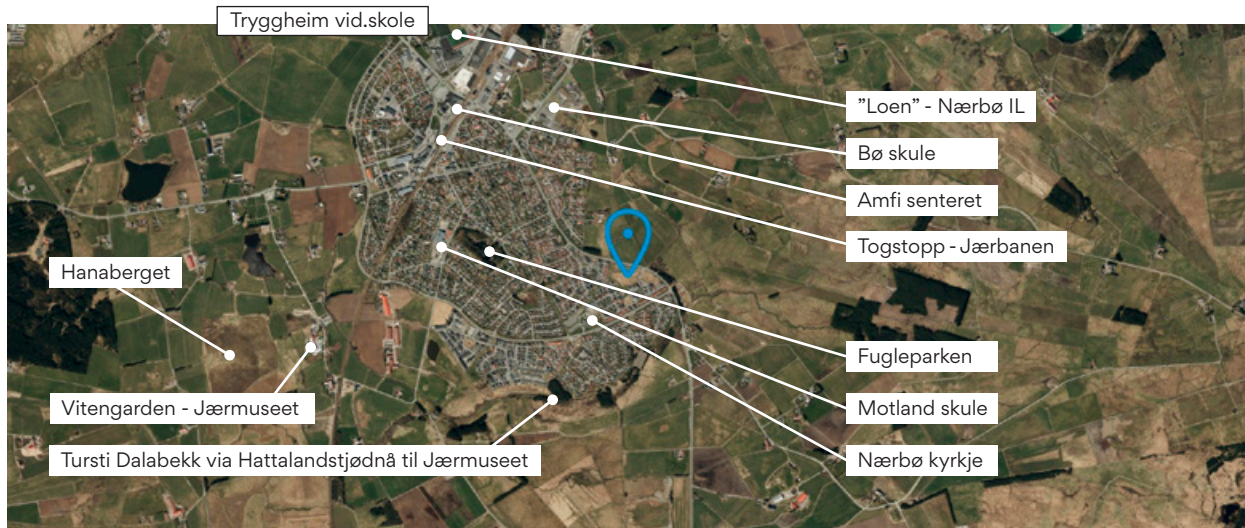 Tryggheim vid.skole
”Loen” - Nærbø IL
Bø skule
Amfi senteret
Togstopp - Jærbanen
Hanaberget
Fugleparken
Vitengarden - Jærmuseet
Motland skule
Tursti Dalabekk via Hattalandstjødnå til Jærmuseet
Nærbø kyrkje